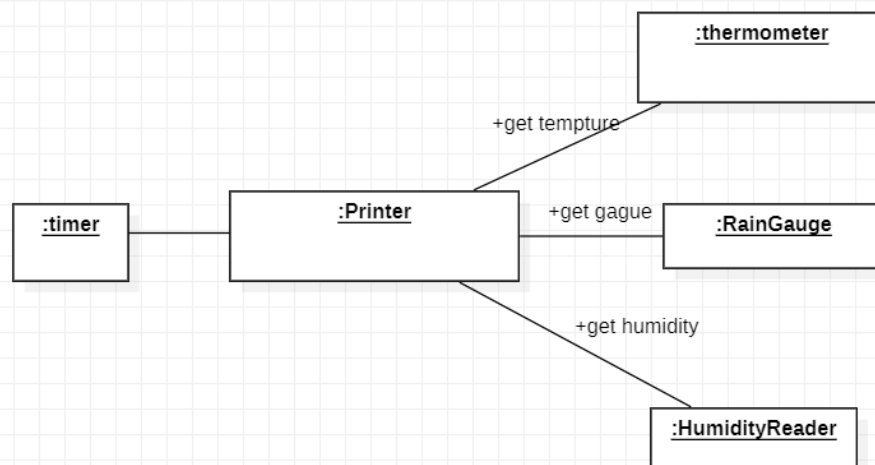 :thermometer
+get tempture
:timer
:Printer
+get gague
:RainGauge
+get humidity
:HumidityReader